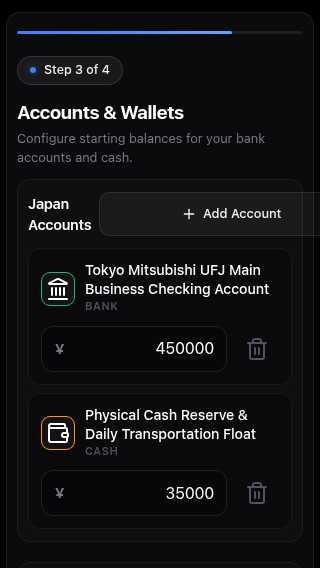 Step 3 of 4
Accounts & Wallets
Configure starting balances for your bank
accounts and cash.
Japan
Accounts
+ Add Account
Tokyo Mitsubishi UFJ Main
Business Checking Account
BANK
¥ 450000
Physical Cash Reserve &
Daily Transportation Float
CASH
¥ 35000